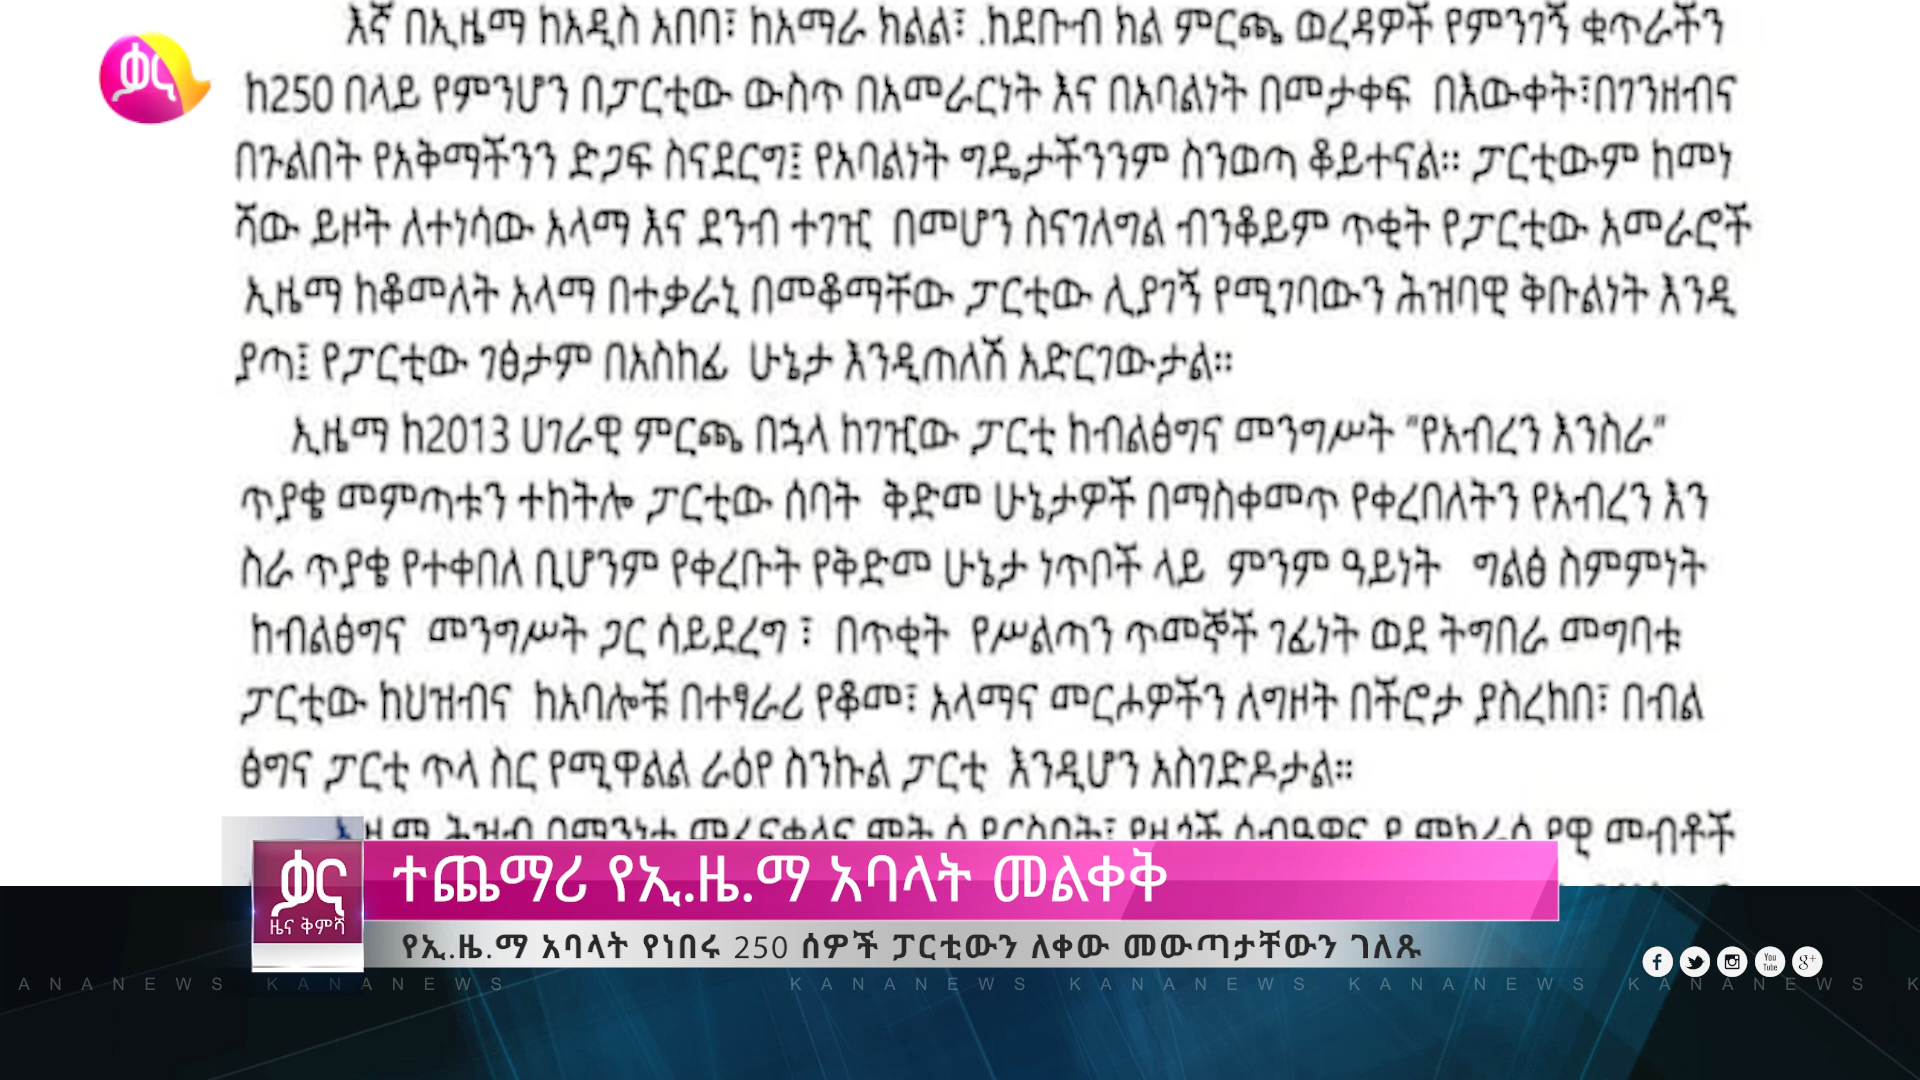 እኛ በኢዜማ ከአዲስ አበባ፣ ከአማራ ክልል፣ .ከደቡብ ክል ምርጫ ወረዳዎች የምንገኝ ቁጥራችን
ቃና
ከ250 በላይ የምንሆን በፓርቲው ውስጥ በአመራርነት እና በአባልነት በመታቀፍ በእውቀት፣በገንዘብና
በጉልበት የአቅማችንን ድጋፍ ስናደርግ፤ የአባልነት ግዴታችንንም ስንወጣ ቆይተናል። ፓርቲውም ከመነ
ሻው ይዞት ለተነሳው አላማ እና ደንብ ተገዢ በመሆን ስናገለግል ብንቆይም ጥቂት የፓርቲው አመራሮች
ኢዜማ ከቆመለት አላማ በተቃራኒ በመቆማቸው ፓርቲው ሊያገኝ የሚገባውን ሕዝባዊ ቅቡልነት እንዲ
ያጣ፤ የፓርቲው ገፅታም በአስከፊ ሁኔታ እንዲጠለሽ አድርገውታል።
ኢዜማ ከ2013 ሀገራዊ ምርጫ በኋላ ከገዢው ፓርቲ ከብልፅግና መንግሥት “የአብረን እንስራ”
ጥያቄ መምጣቱን ተከትሎ ፓርቲው ሰባት ቅድመ ሁኔታዎች በማስቀመጥ የቀረበለትን የአብረን እን
ስራ ጥያቄ የተቀበለ ቢሆንም የቀረቡት የቅድመ ሁኔታ ነጥቦች ላይ ምንም ዓይነት ግልፅ ስምምነት
ከብልፅግና መንግሥት ጋር ሳይደረግ ፣ በጥቂት የሥልጣን ጥመኞች ገፊነት ወደ ትግበራ መግባቱ
ፓርቲው ከህዝብና ከአባሎቹ በተፃራሪ የቆመ፣ አላማና መርሖዎችን ለግዞት በችሮታ ያስረከበ፣ በብል
ፅግና ፓርቲ ጥላ ስር የሚዋልል ራዕየ ስንኩል ፓርቲ እንዲሆን አስገድዶታል።
መብቶች
ተጨማሪ የኢ.ዜ.ማ አባላት መልቀቅ
ቃና
ዜና ቅምሻ
የኢ.ዜ.ማ አባላት የነበሩ 250 ሰዎች ፓርቲውን ለቀው መውጣታቸውን ገለጹ
You Tube
g+
ANANEWS KANANEWS KANANEWS KANANEWS KANANEWS KANANEWS K